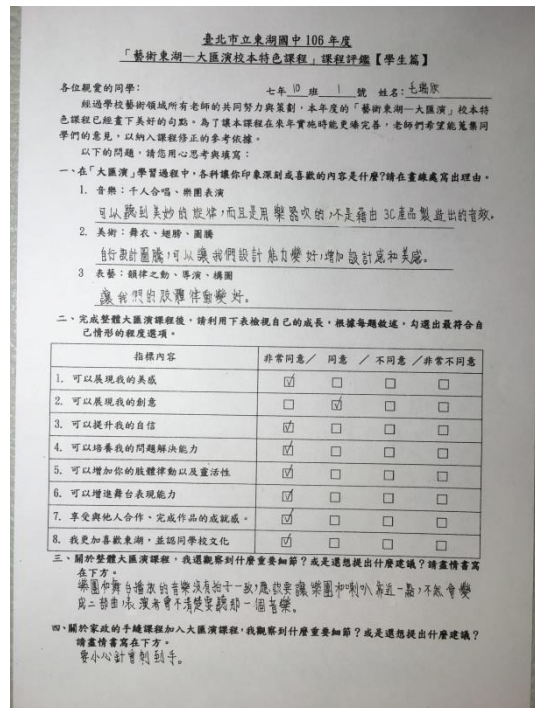 臺北市立東湖國中 106 年度
「藝術東湖—大匯演校本特色課程」課程評鑑【學生篇】
各位親愛的同學： 七年 10 班 1 號 姓名：毛瑞欣
經過學校藝術領域所有老師的共同努力與策劃，本年度的「藝術東湖—大匯演」校本特
色課程已經畫下美好的句點。為了讓本課程在來年實施時能更臻完善，老師們希望能蒐集同
學們的意見，以納入課程修正的參考依據。
以下的問題，請您用心思考與填寫：
一、在「大匯演」學習過程中，各科讓你印象深刻或喜歡的內容是什麼?請在畫線處寫出理由。
1. 音樂：千人合唱、樂團表演
可以聽到美妙的旋律，而且是用樂器吹的，不是藉由3C產品製造出的音效。
2. 美術：舞衣、翅膀、圖騰
自行設計圖騰，可以讓我們設計能力變好，增加設計感和美感。
3 表藝：韻律之動、導演、構圖
讓我們的肢體律動變好。
二、完成整體大匯演課程後，請利用下表檢視自己的成長，根據每題敘述，勾選出最符合自
己情形的程度選項。
指標內容 非常同意／ 同意 ／ 不同意 ／非常不同意
1. 可以展現我的美感 ☑ □ □ □
2. 可以展現我的創意 □ ☑ □ □
3. 可以提升我的自信 ☑ □ □ □
4. 可以培養我的問題解決能力 ☑ □ □ □
5. 可以增加你的肢體律動以及靈活性 ☑ □ □ □
6. 可以增進舞台表現能力 ☑ □ □ □
7. 享受與他人合作、完成作品的成就感。 ☑ □ □ □
8. 我更加喜歡東湖，並認同學校文化 ☑ □ □ □
三、關於整體大匯演課程，我還觀察到什麼重要細節？或是還想提出什麼建議？請盡情書寫
在下方。
樂團和舞台播放的音樂沒有拍子一致，應該要讓樂團和喇叭靠近一點，不然會變
成二部曲，表演者會不清楚要聽那一個音樂。
四、關於家政的手縫課程加入大匯演課程，我觀察到什麼重要細節？或是還想提出什麼建議？
請盡情書寫在下方。
要小心針會刺到手。